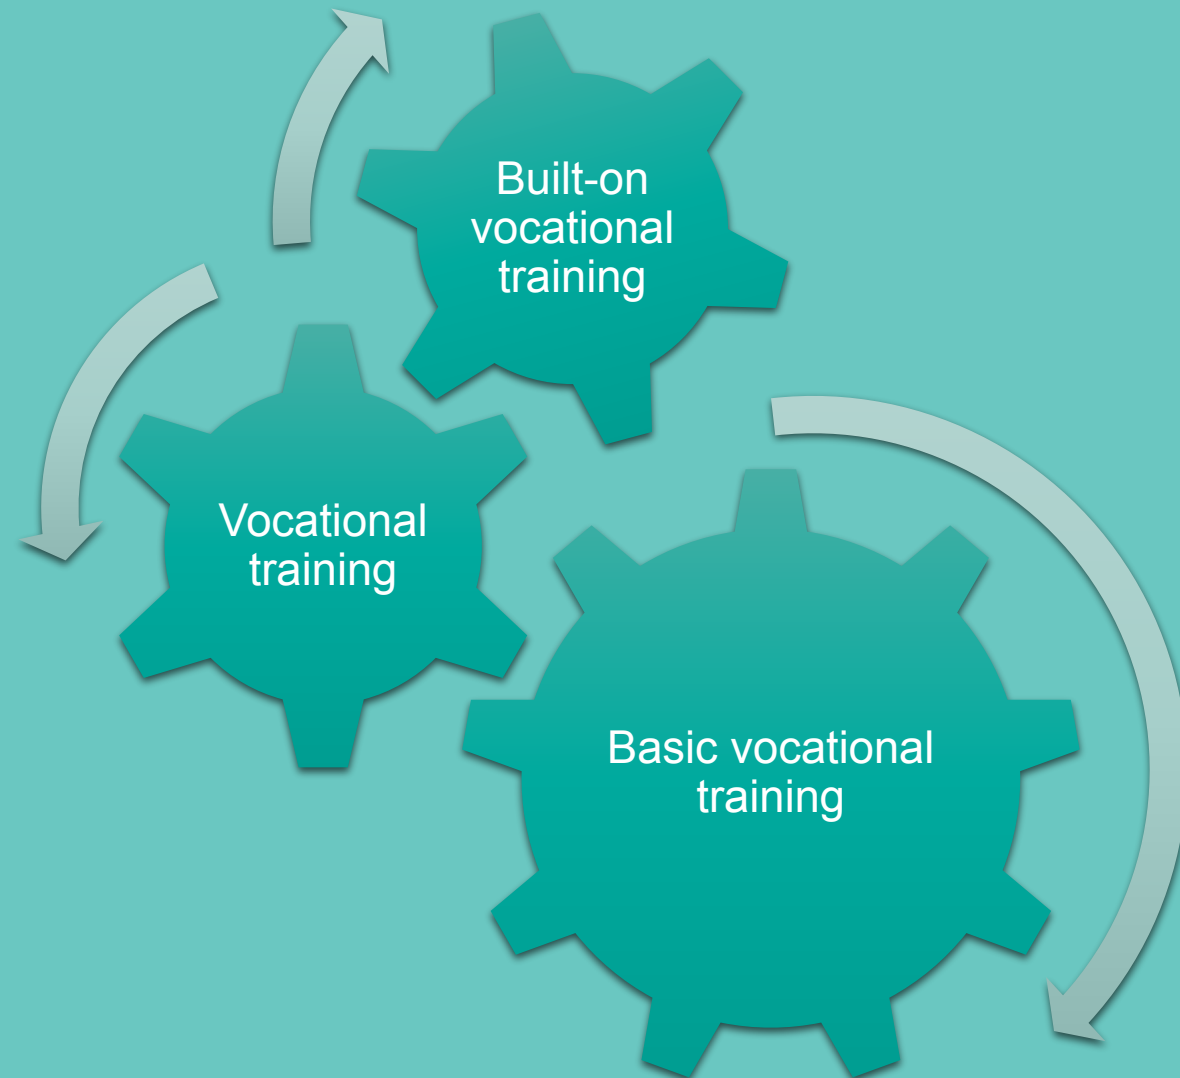 Built-on
vocational
training
Vocational
training
Basic vocational
training